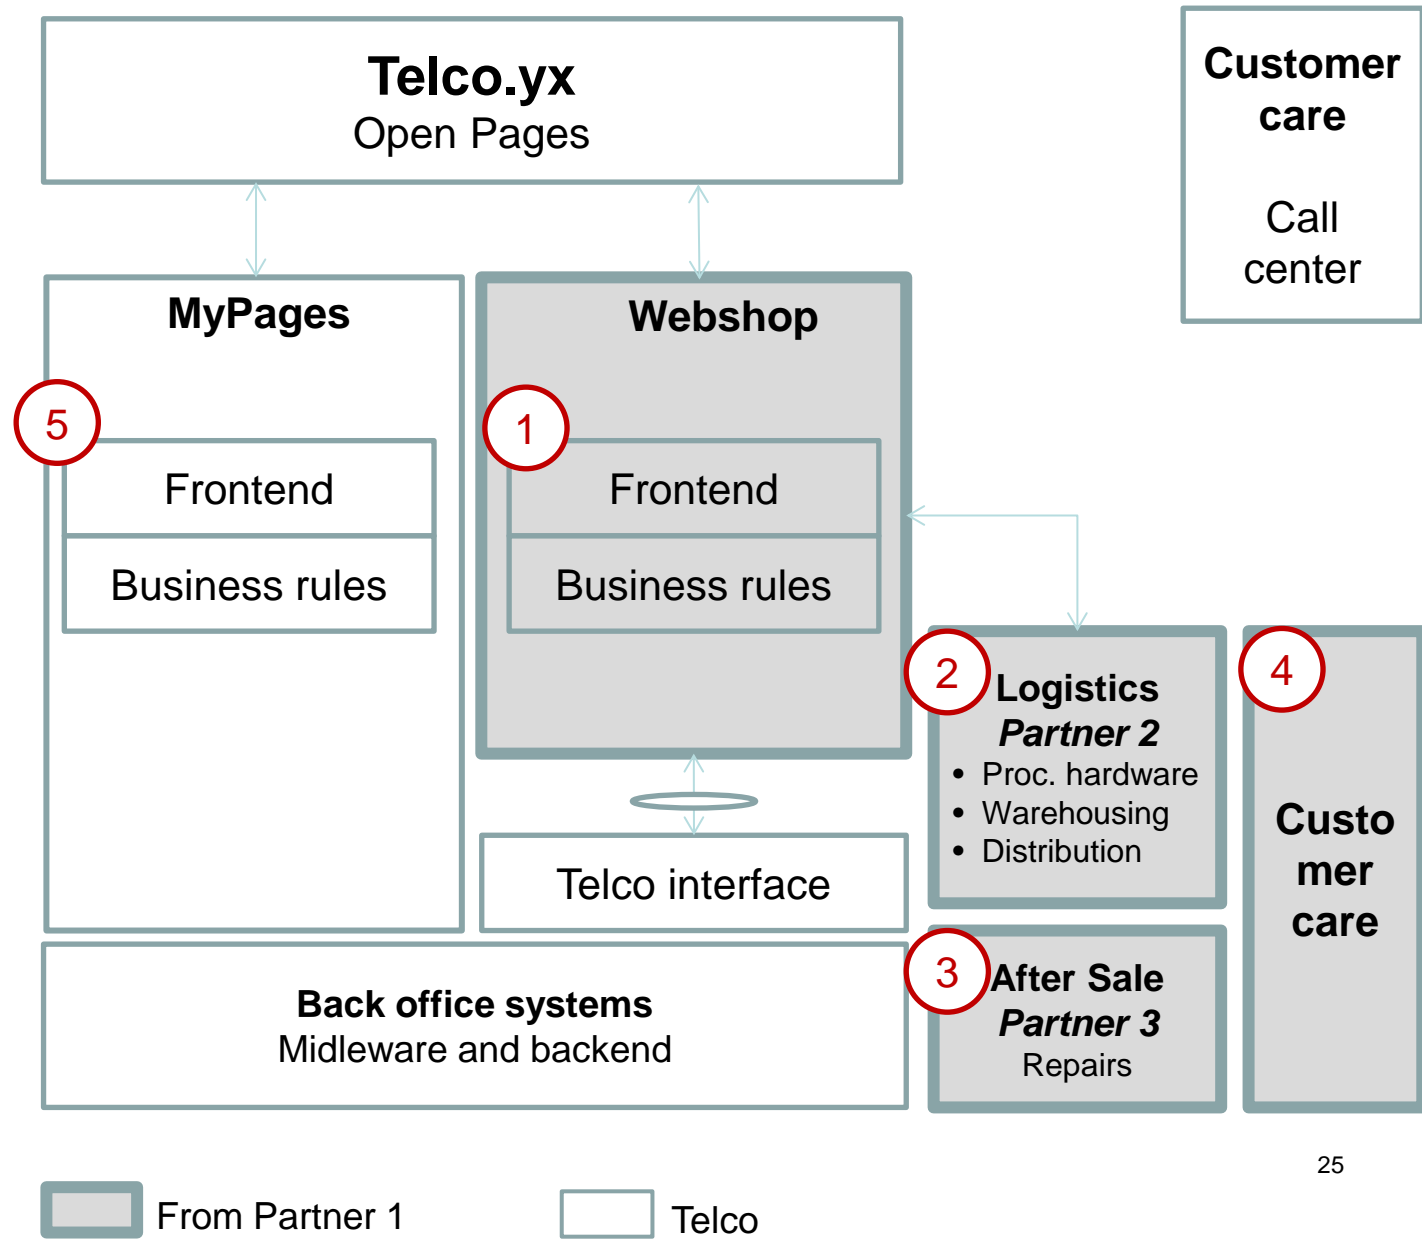 Telco.yx
Open Pages
Customer
care
Call
center
MyPages
5
Frontend
Business rules
Webshop
1
Frontend
Business rules
2
Logistics
Partner 2
• Proc. hardware
• Warehousing
• Distribution
4
Custo
mer
care
Telco interface
Back office systems
Midleware and backend
3
After Sale
Partner 3
Repairs
25
From Partner 1
Telco